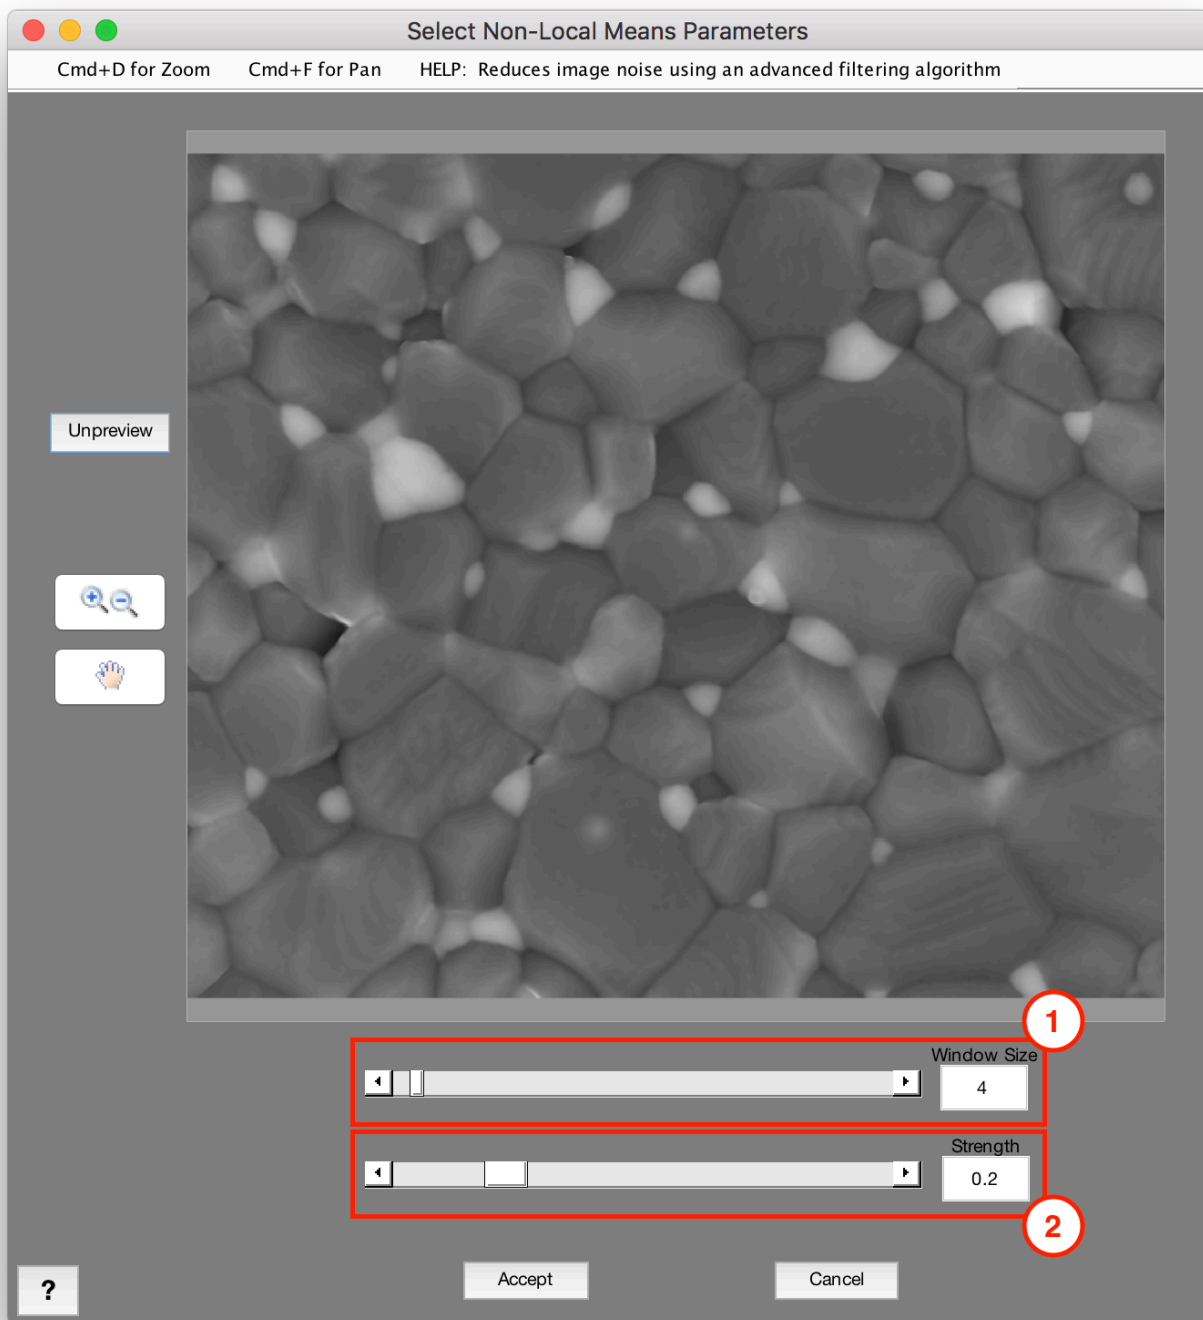 Select Non-Local Means Parameters
Cmd+D for Zoom Cmd+F for Pan HELP: Reduces image noise using an advanced filtering algorithm
Unpreview
1
Window Size
4
Strength
0.2
2
Accept Cancel
?